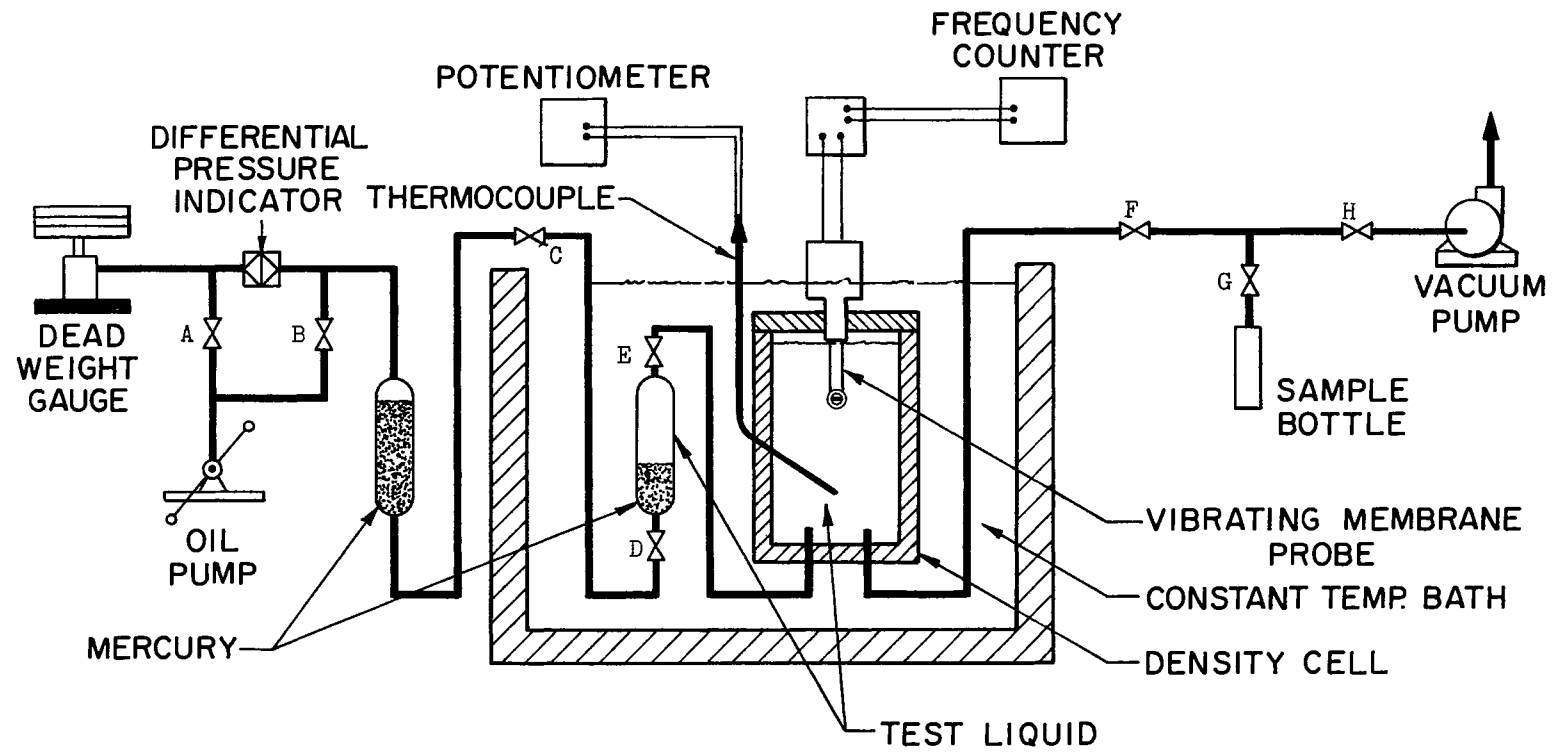 FREQUENCY
COUNTER
POTENTIOMETER
DIFFERENTIAL
PRESSURE
INDICATOR
THERMOCOUPLE
C
F
H
G
VACUUM
PUMP
DEAD
WEIGHT
GAUGE
A
B
E
SAMPLE
BOTTLE
D
OIL
PUMP
VIBRATING MEMBRANE
PROBE
CONSTANT TEMP. BATH
MERCURY
DENSITY CELL
TEST LIQUID